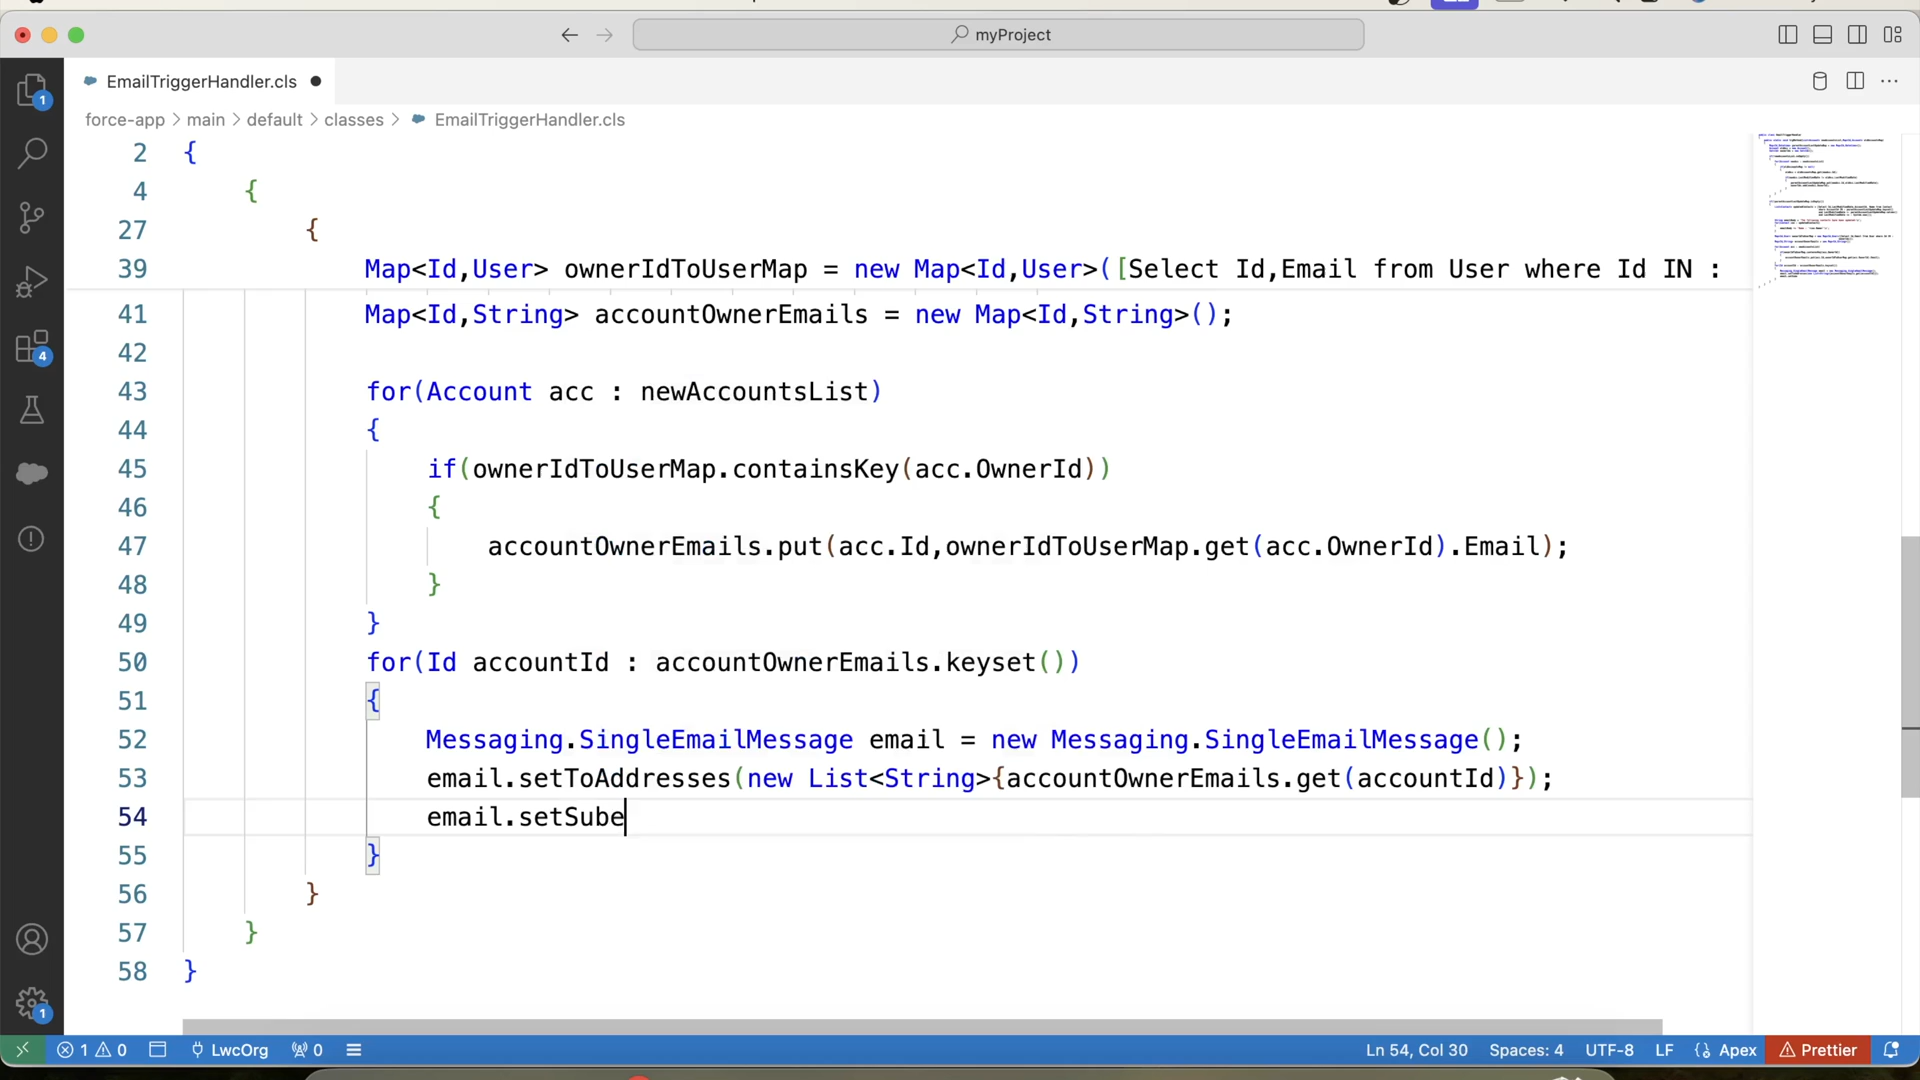 myProject
EmailTriggerHandler.cls
force-app > main > default > classes > EmailTriggerHandler.cls
2 {
4 {
27 {
39 Map<Id,User> ownerIdToUserMap = new Map<Id,User>([Select Id,Email from User where Id IN :
41 Map<Id,String> accountOwnerEmails = new Map<Id,String>();
42
43 for(Account acc : newAccountsList)
44 {
45 if(ownerIdToUserMap.containsKey(acc.OwnerId))
46 {
47 accountOwnerEmails.put(acc.Id,ownerIdToUserMap.get(acc.OwnerId).Email);
48 }
49 }
50 for(Id accountId : accountOwnerEmails.keyset())
51 {
52 Messaging.SingleEmailMessage email = new Messaging.SingleEmailMessage();
53 email.setToAddresses(new List<String>{accountOwnerEmails.get(accountId)});
54 email.setSube
55 }
56 }
57 }
58 }
1
4
1
1 0 LwcOrg 0 Ln 54, Col 30 Spaces: 4 UTF-8 LF {} Apex Prettier